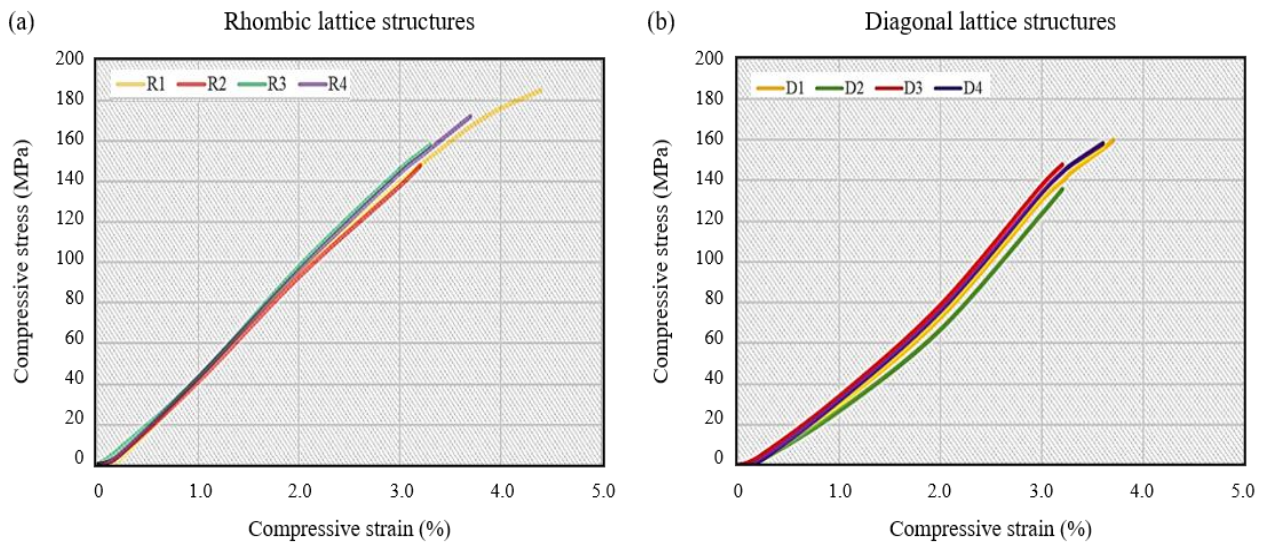 (a) Rhombic lattice structures
R1 R2 R3 R4
Compressive stress (MPa)
200
180
160
140
120
100
80
60
40
20
0
0 1.0 2.0 3.0 4.0 5.0
Compressive strain (%)
(b) Diagonal lattice structures
D1 D2 D3 D4
Compressive stress (MPa)
200
180
160
140
120
100
80
60
40
20
0
0 1.0 2.0 3.0 4.0 5.0
Compressive strain (%)